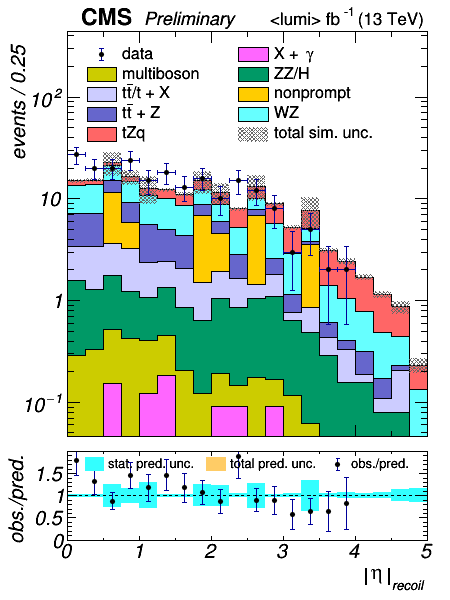 CMS Preliminary <lumi> fb⁻¹ (13 TeV)
events / 0.25
data
X + γ
multiboson
ZZ/H
tt̄/t + X
nonprompt
tt̄ + Z
WZ
tZq
total sim. unc.
10²
10
1
10⁻¹
obs./pred.
stat. pred. unc.
total pred. unc.
obs./pred.
1.5
1
0.5
0
0 1 2 3 4 5
|η|recoil